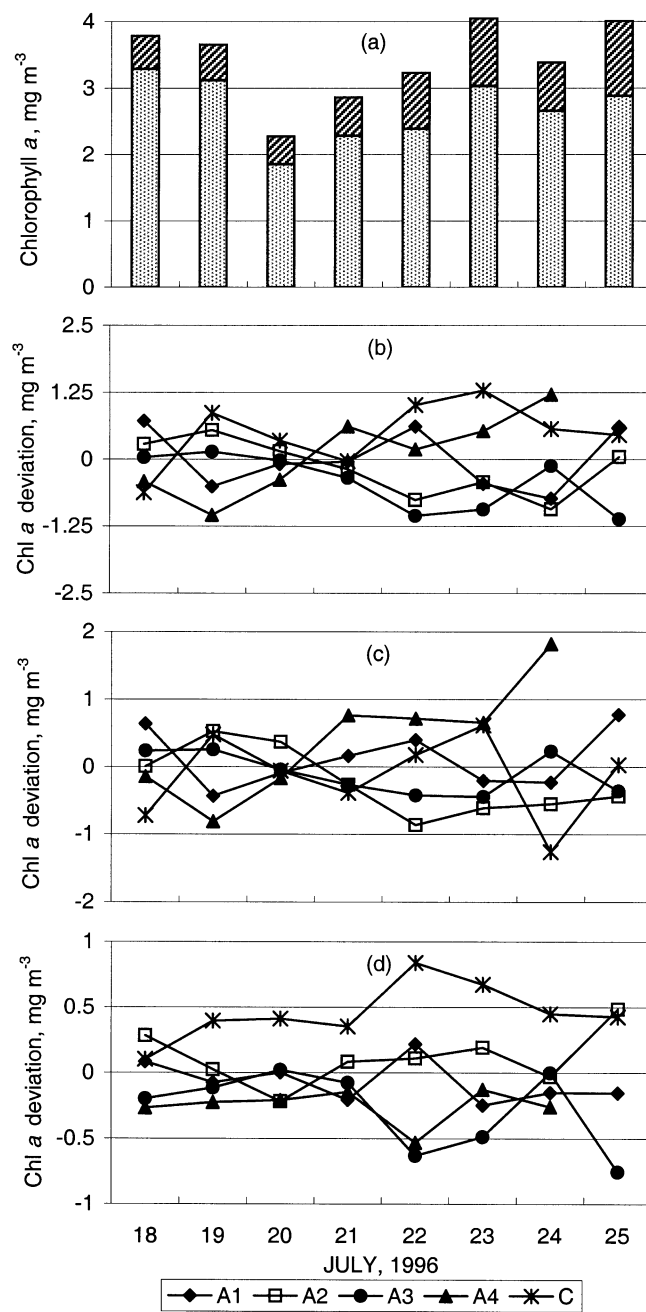 (a)
Chlorophyll a, mg m-3
4
3
2
1
0
(b)
Chl a deviation, mg m-3
2.5
1.25
0
-1.25
-2.5
(c)
Chl a deviation, mg m-3
2
1
0
-1
-2
(d)
Chl a deviation, mg m-3
1
0.5
0
-0.5
-1
18 19 20 21 22 23 24 25
JULY, 1996
A1 A2 A3 A4 C